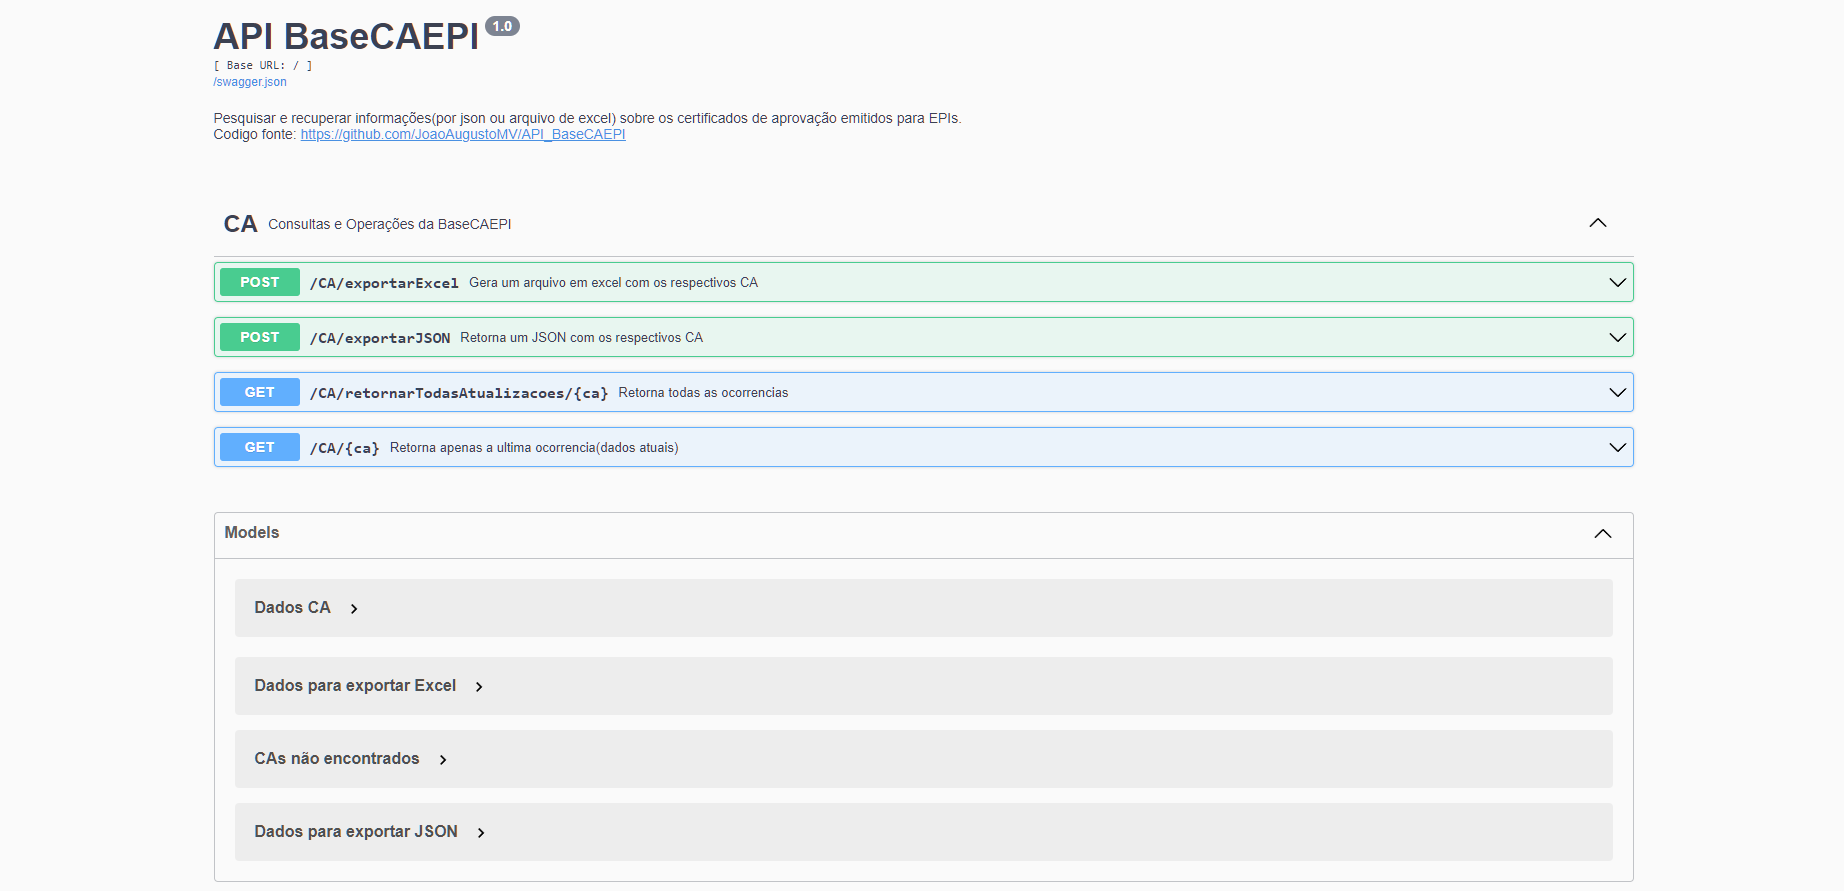 API BaseCAEPI 1.0
[ Base URL: / ]
/swagger.json
Pesquisar e recuperar informações(por json ou arquivo de excel) sobre os certificados de aprovação emitidos para EPIs.
Codigo fonte: https://github.com/JoaoAugustoMV/API_BaseCAEPI
CA Consultas e Operações da BaseCAEPI
POST /CA/exportarExcel Gera um arquivo em excel com os respectivos CA
POST /CA/exportarJSON Retorna um JSON com os respectivos CA
GET /CA/retornarTodasAtualizacoes/{ca} Retorna todas as ocorrencias
GET /CA/{ca} Retorna apenas a ultima ocorrencia(dados atuais)
Models
Dados CA
Dados para exportar Excel
CAs não encontrados
Dados para exportar JSON